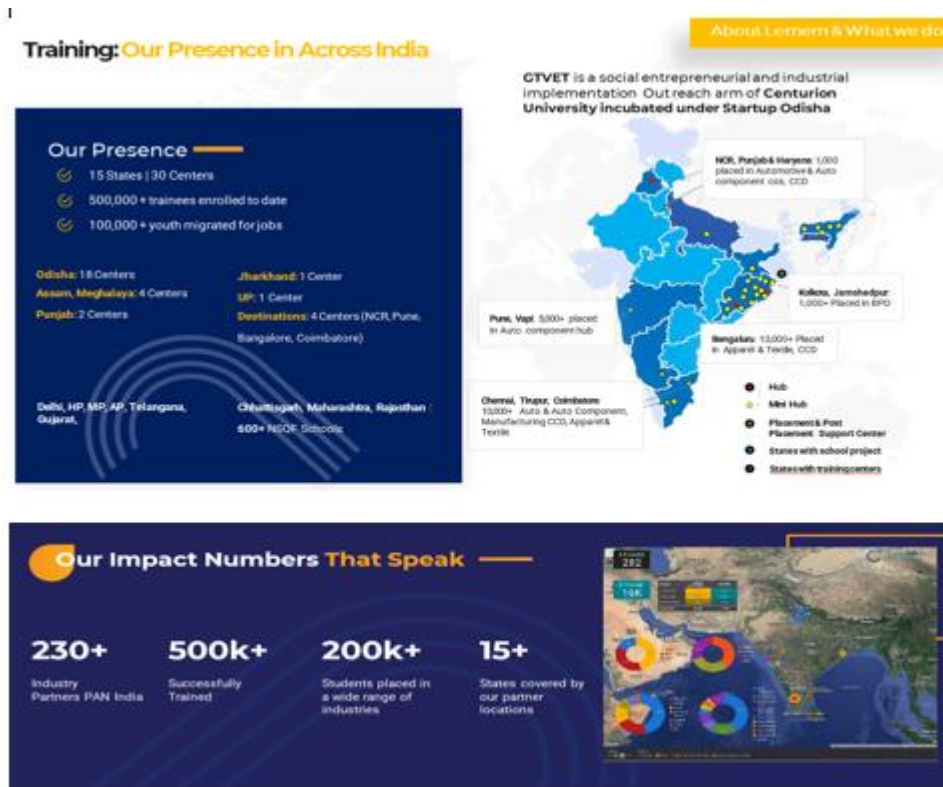 About Lemern & What we do
Training: Our Presence in Across India
GTVET is a social entrepreneurial and industrial
implementation Out reach arm of Centurion
University incubated under Startup Odisha
Our Presence
15 States | 30 Centers
500,000 + trainees enrolled to date
100,000 + youth migrated for jobs
Odisha: 18 Centers
Assam, Meghalaya: 4 Centers
Punjab: 2 Centers
Jharkhand: 1 Center
UP: 1 Center
Destinations: 4 Centers (NCR, Pune,
Bangalore, Coimbatore)
Delhi, HP, MP, AP, Telangana,
Gujarat,
Chhattisgarh, Maharashtra, Rajasthan :
600+ NSQF Schools
NCR, Punjab & Haryana: 1,000
placed in Automotive & Auto
component cos, CCD
Kolkata, Jamshedpur:
1,000+ Placed in BPO
Pune, Vapi: 5,000+ placed
in Auto component hub
Bengaluru: 10,000+ Placed
in Apparel & Textile, CCD
Chennai, Tirupur, Coimbatore:
10,000+ Auto & Auto Component,
Manufacturing CCD, Apparel &
Textile
Hub
Mini Hub
Placement & Post
Placement Support Center
States with school project
States with training centers
Our Impact Numbers That Speak
230+
Industry
Partners PAN India
500k+
Successfully
Trained
200k+
Students placed in
a wide range of
industries
15+
States covered by
our partner
locations
282
16K